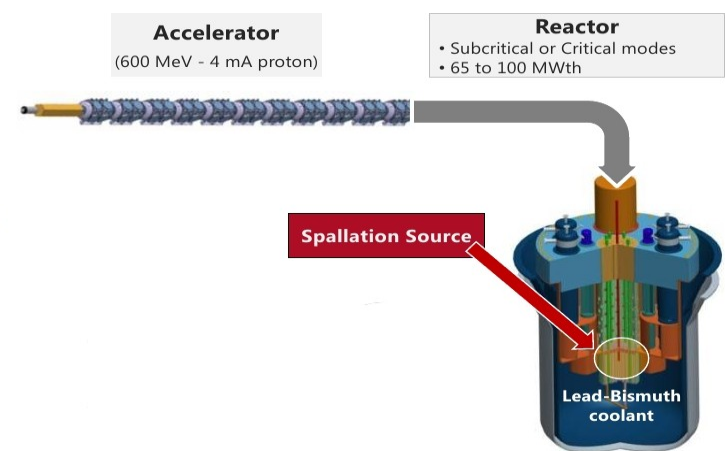 Accelerator
(600 MeV - 4 mA proton)
Reactor
• Subcritical or Critical modes
• 65 to 100 MWth
Spallation Source
Lead-Bismuth
coolant